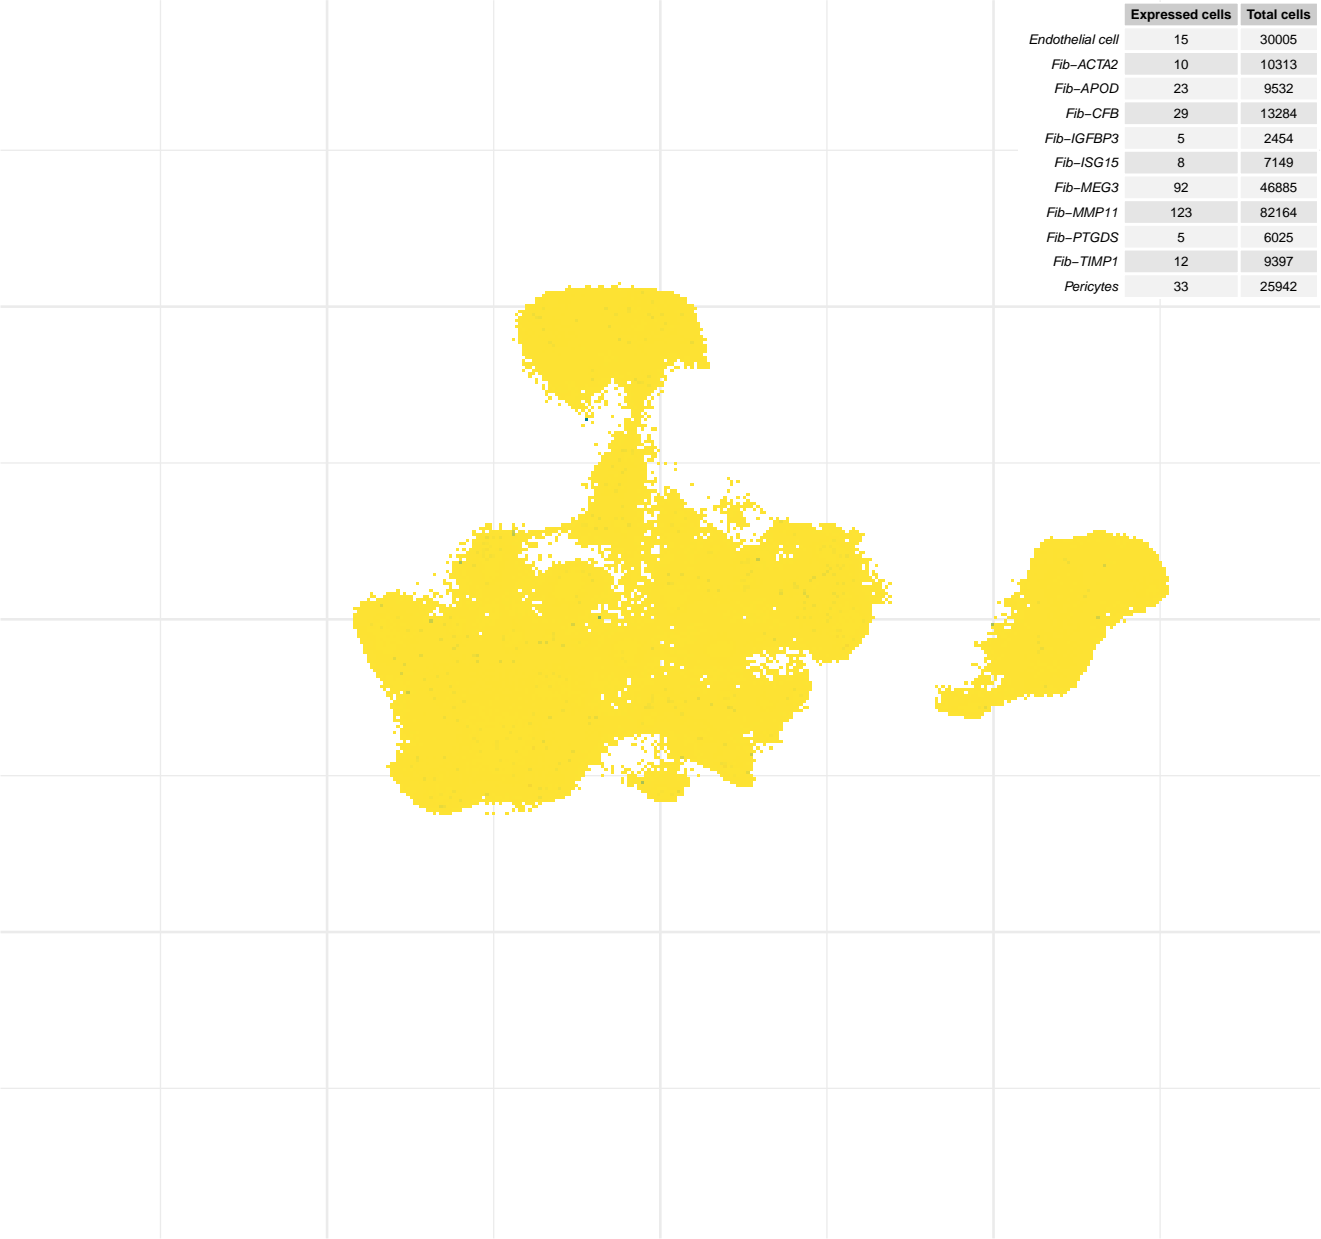 Expressed cells Total cells
Endothelial cell 15 30005
Fib−ACTA2 10 10313
Fib−APOD 23 9532
Fib−CFB 29 13284
Fib−IGFBP3 5 2454
Fib−ISG15 8 7149
Fib−MEG3 92 46885
Fib−MMP11 123 82164
Fib−PTGDS 5 6025
Fib−TIMP1 12 9397
Pericytes 33 25942